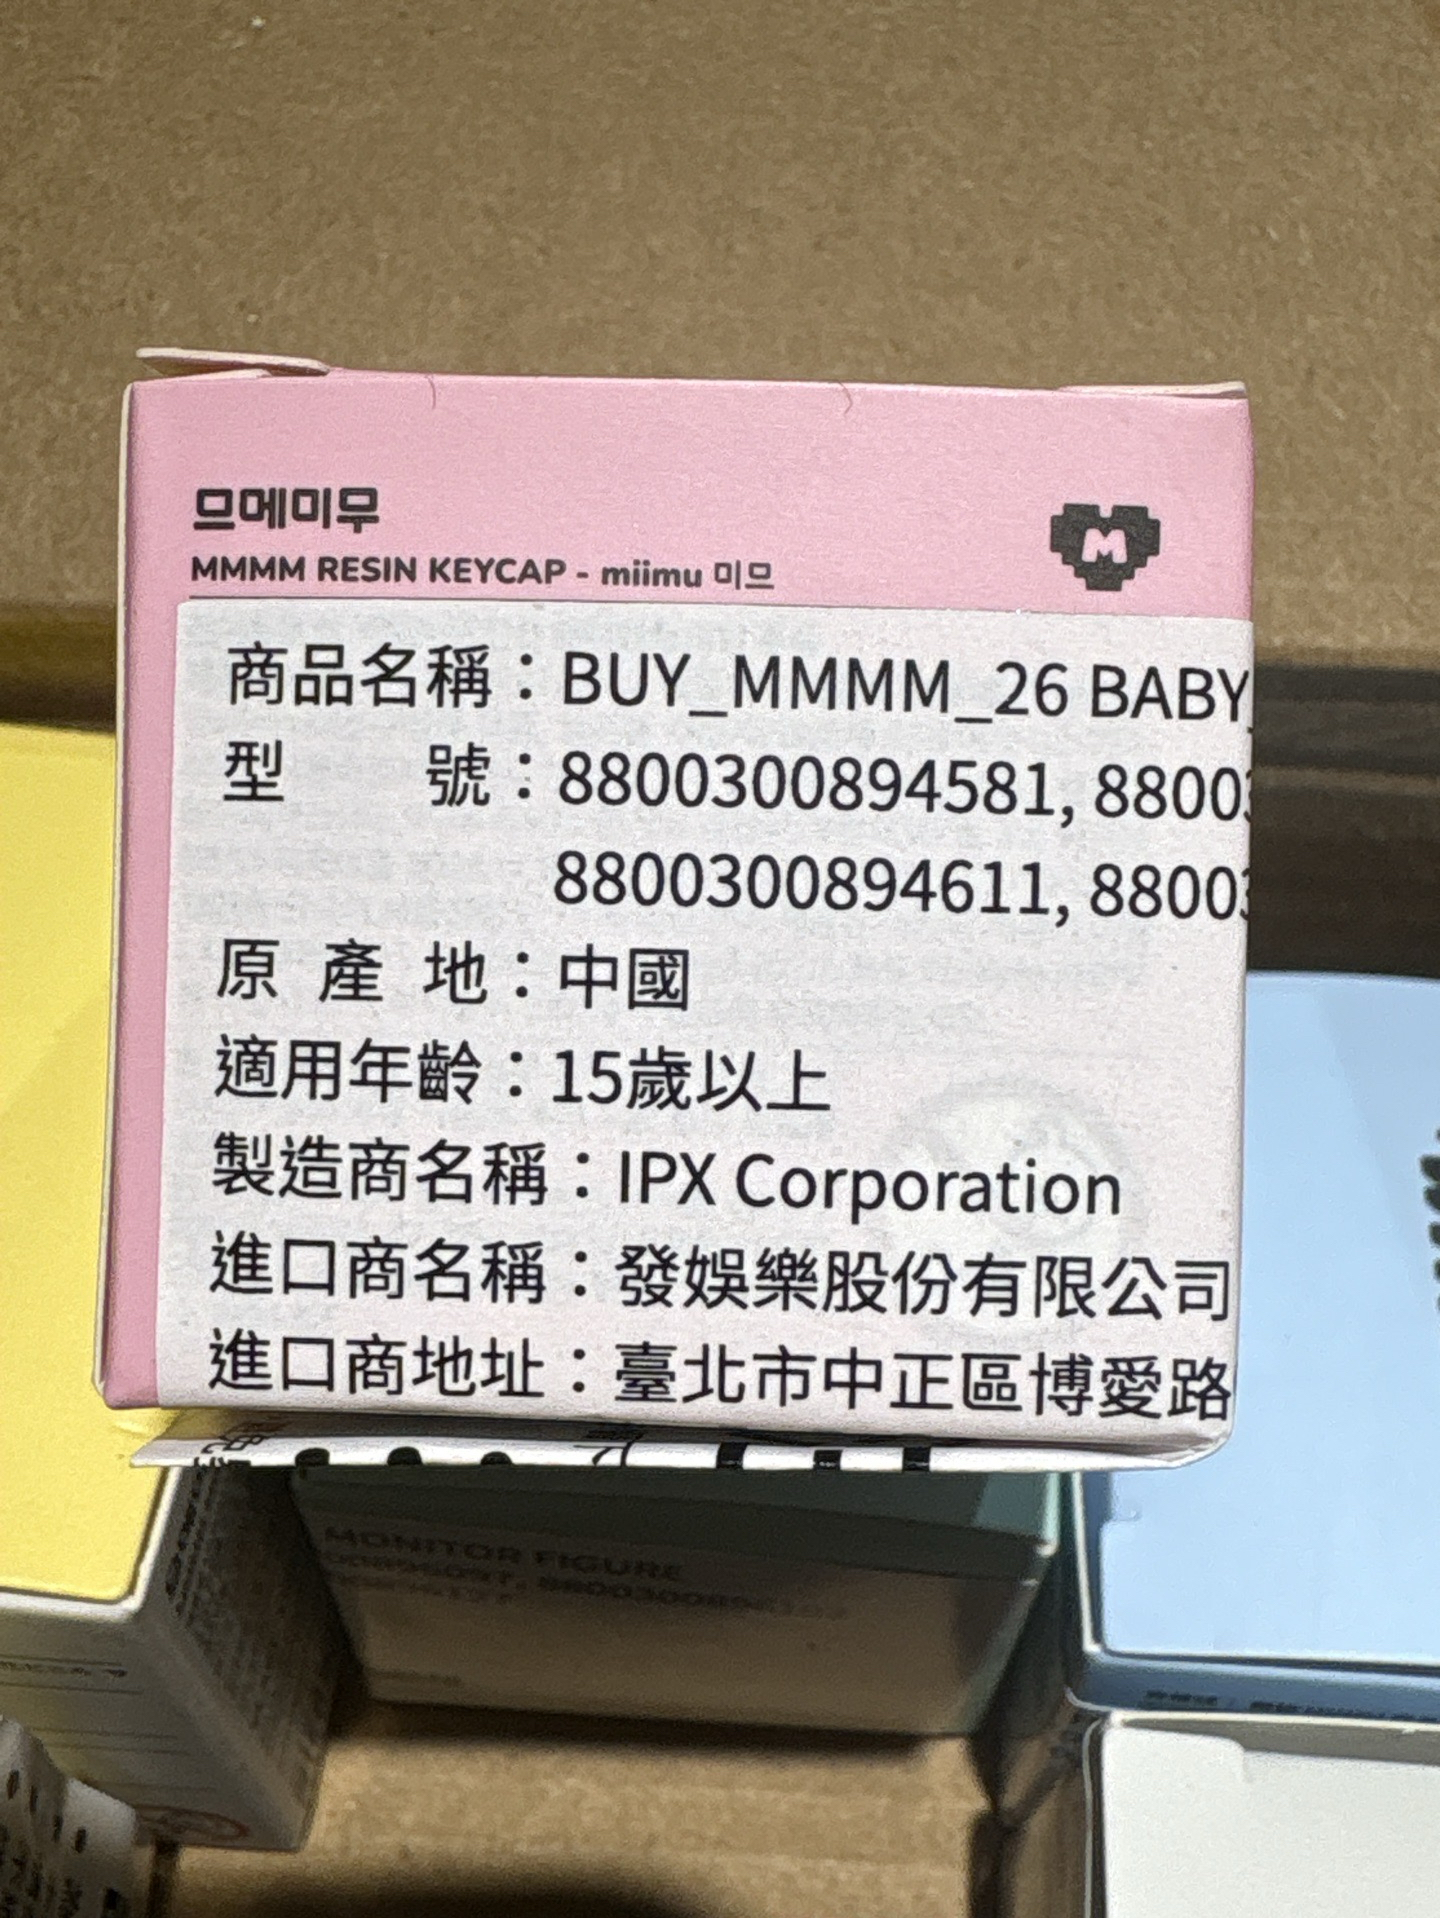 므메미무
M
MMMM RESIN KEYCAP - miimu 미므
商品名稱：BUY_MMMM_26 BABY
型 號：8800300894581, 8800
8800300894611, 8800
原 產 地：中國
適用年齡：15歲以上
製造商名稱：IPX Corporation
進口商名稱：發娛樂股份有限公司
進口商地址：臺北市中正區博愛路
MONITOR FIGURE